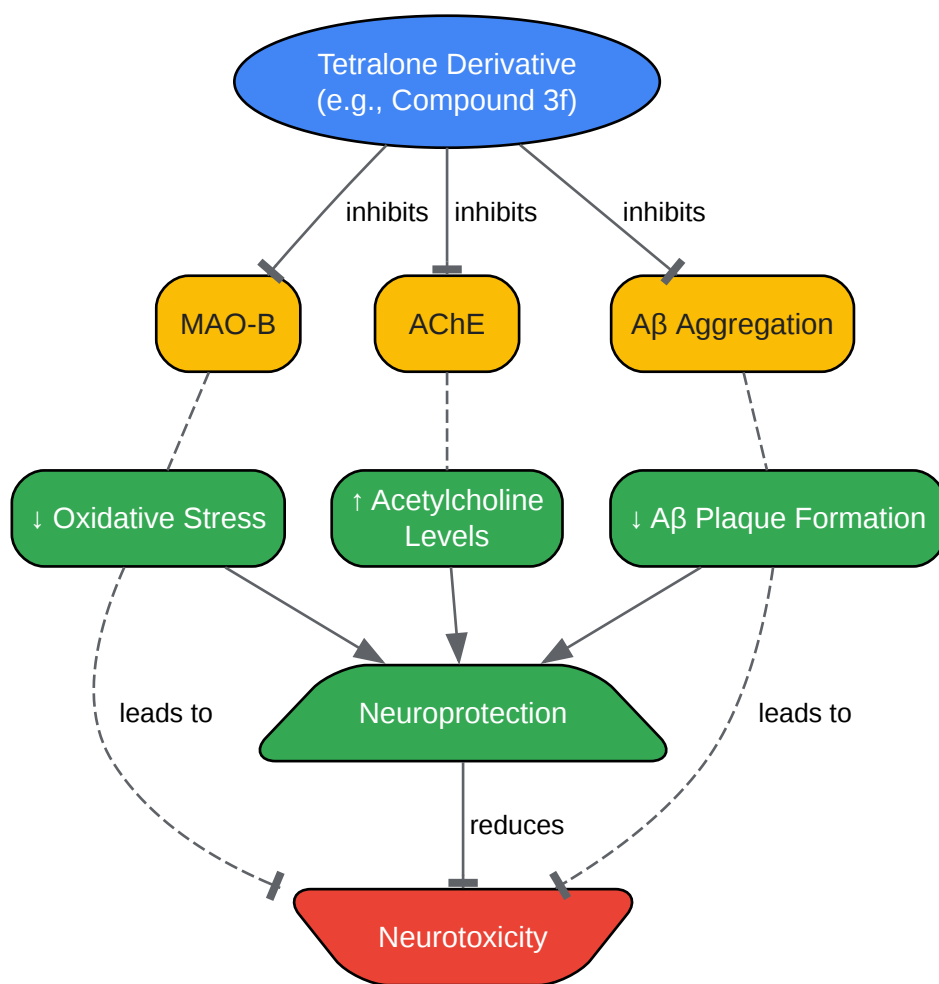 Tetralone Derivative
(e.g., Compound 3f)
inhibits
inhibits
inhibits
MAO-B
AChE
Aβ Aggregation
↓ Oxidative Stress
↑ Acetylcholine
Levels
↓ Aβ Plaque Formation
leads to
Neuroprotection
leads to
reduces
Neurotoxicity